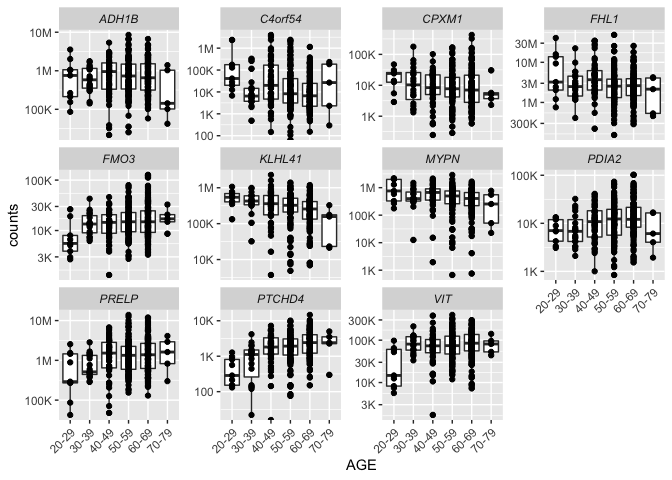 ADH1B
C4orf54
CPXM1
FHL1
10M
1M
100K
1M
100K
10K
1K
100
100K
10K
1K
30M
10M
3M
1M
300K
FMO3
KLHL41
MYPN
PDIA2
100K
30K
10K
3K
1M
100K
10K
1M
100K
10K
1K
100K
10K
1K
PRELP
PTCHD4
VIT
10M
1M
100K
10M
1M
100
300K
100K
30K
10K
3K
20-29
30-39
40-49
50-59
60-69
70-79
20-29
30-39
40-49
50-59
60-69
70-79
20-29
30-39
40-49
50-59
60-69
70-79
20-29
30-39
40-49
50-59
60-69
70-79
counts
AGE